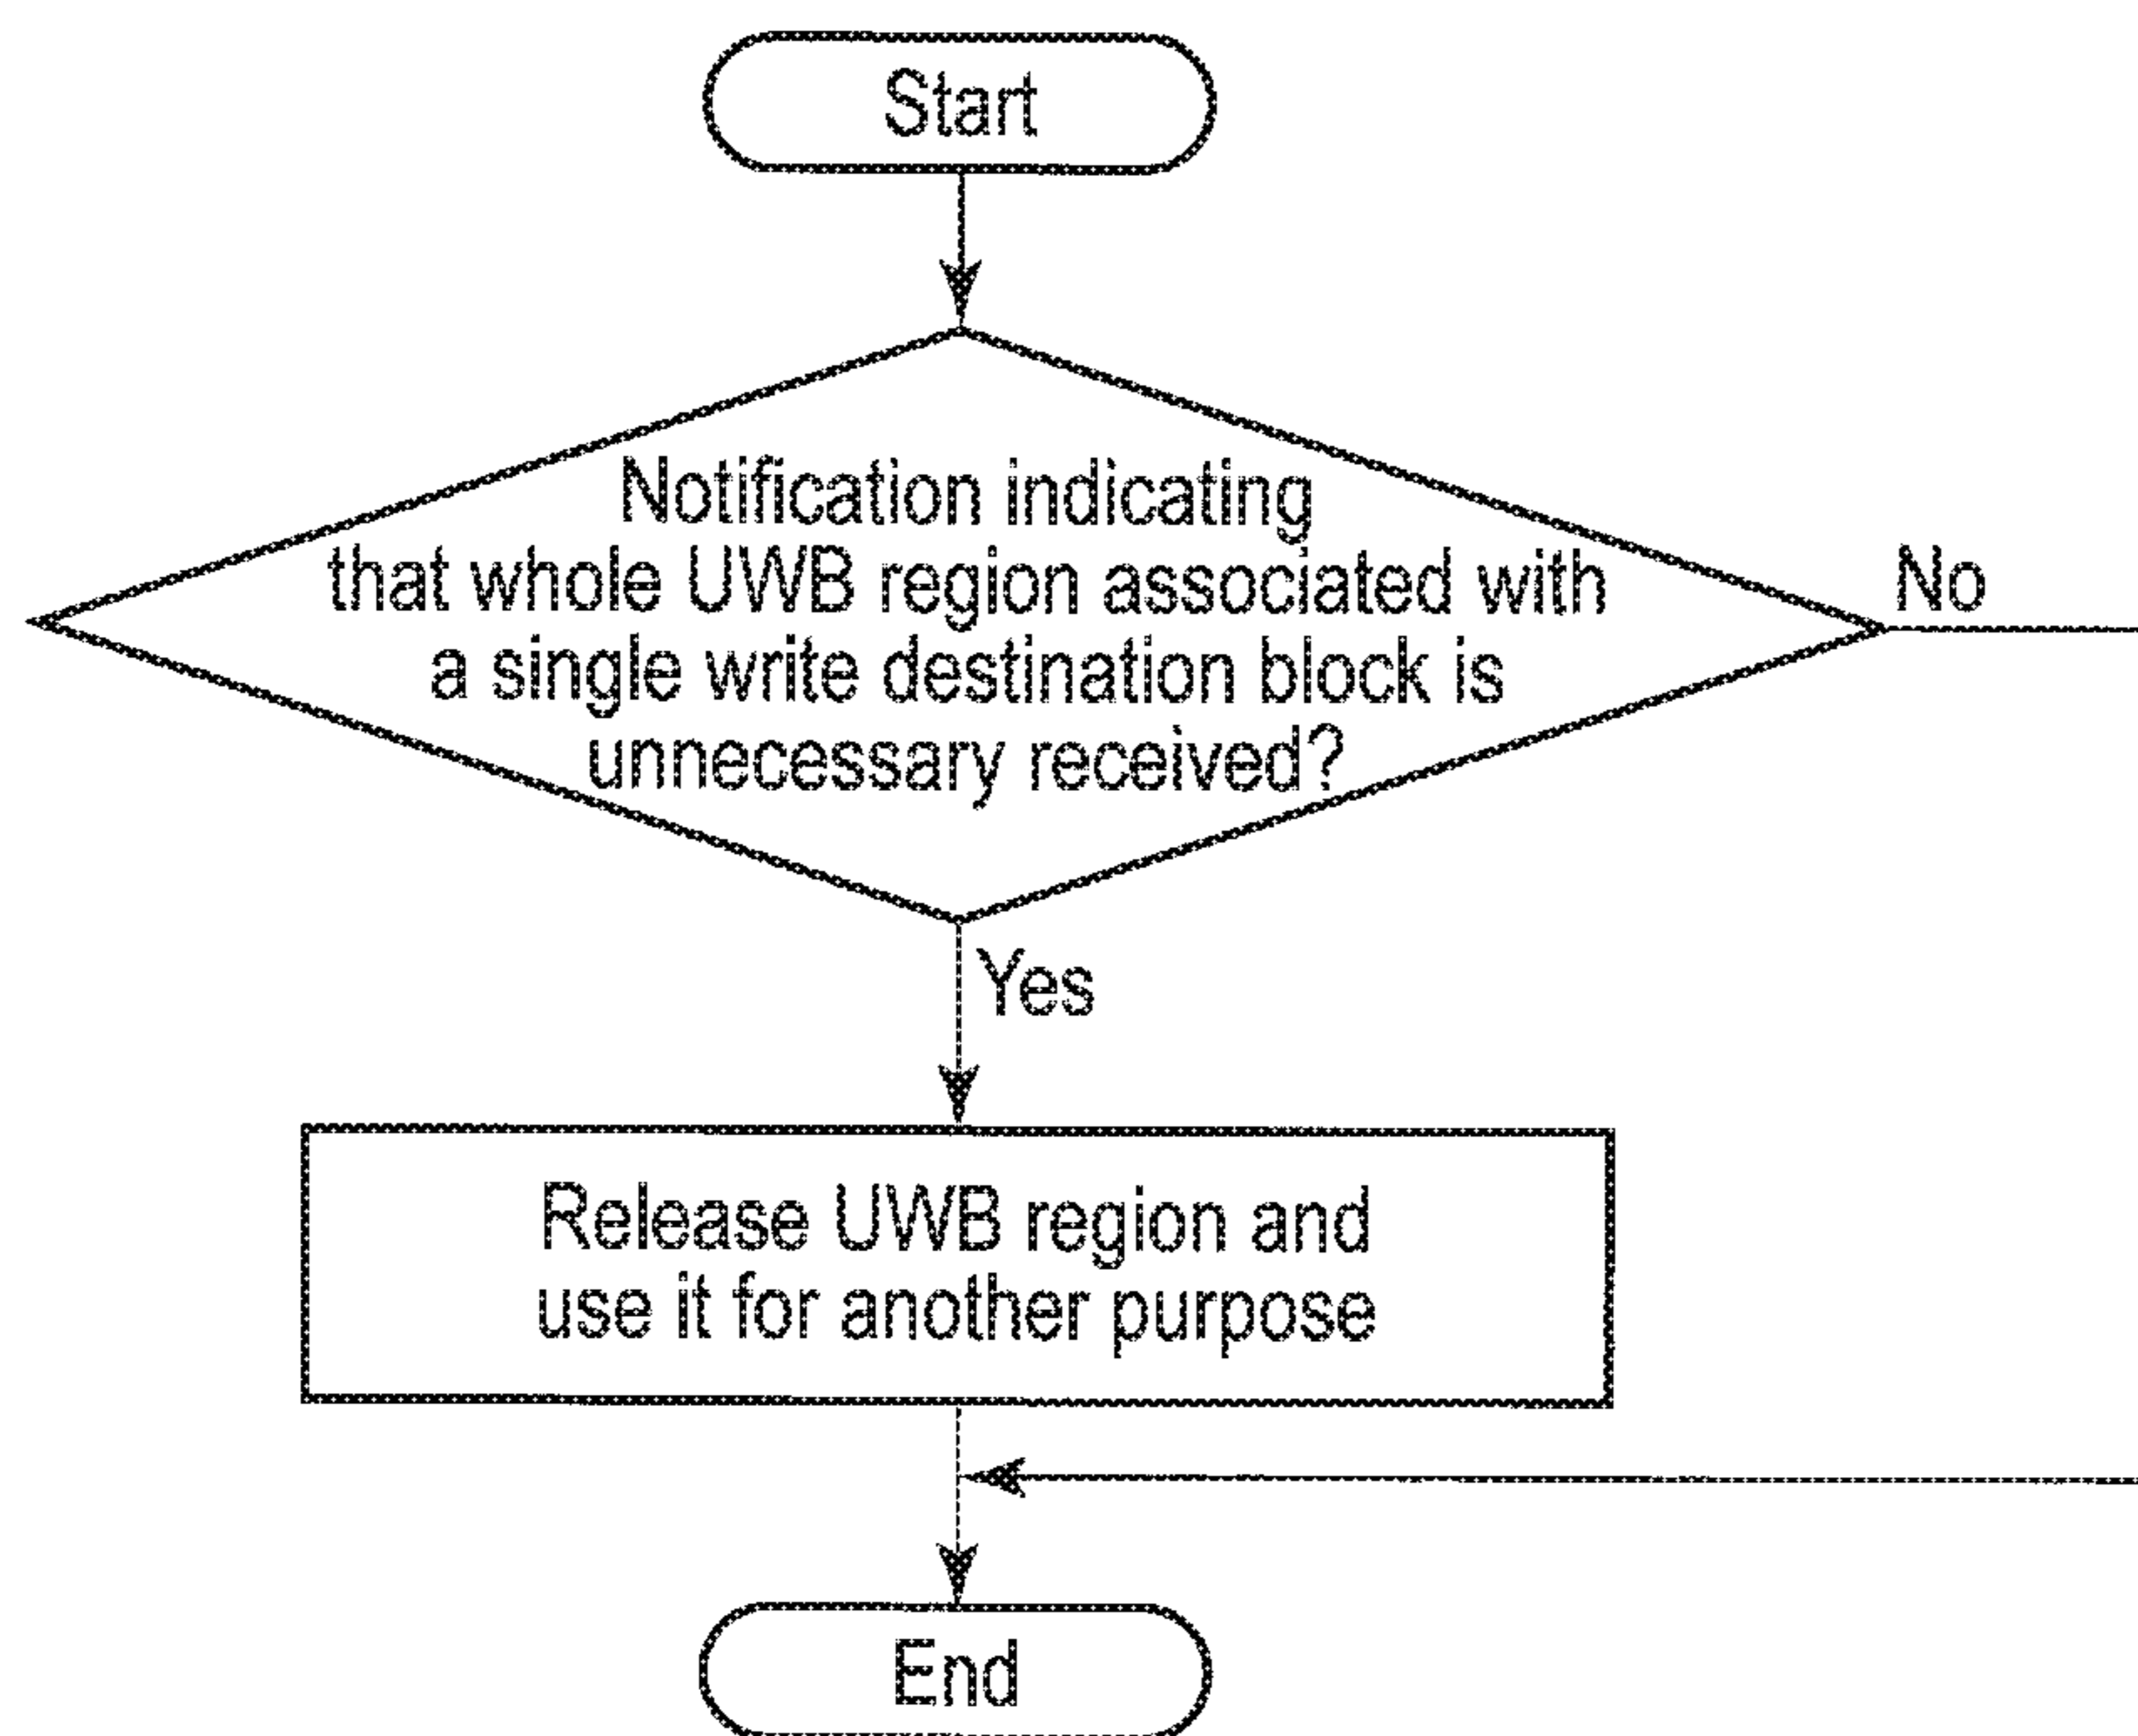 Start
Notification indicating
that whole UWB region associated with
a single write destination block is
unnecessary received?
No
Yes
Release UWB region and
use it for another purpose
End